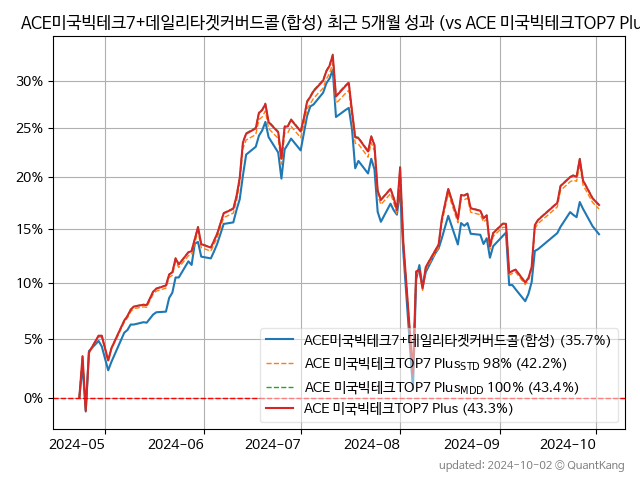 ACE미국빅테크7+데일리타겟커버드콜(합성) 최근 5개월 성과 (vs ACE 미국빅테크TOP7 Plu
30%
25%
20%
15%
10%
5%
0%
ACE미국빅테크7+데일리타겟커버드콜(합성) (35.7%)
ACE 미국빅테크TOP7 PlusSTD 98% (42.2%)
ACE 미국빅테크TOP7 PlusMDD 100% (43.4%)
ACE 미국빅테크TOP7 Plus (43.3%)
2024-05 2024-06 2024-07 2024-08 2024-09 2024-10
updated: 2024-10-02 © QuantKang